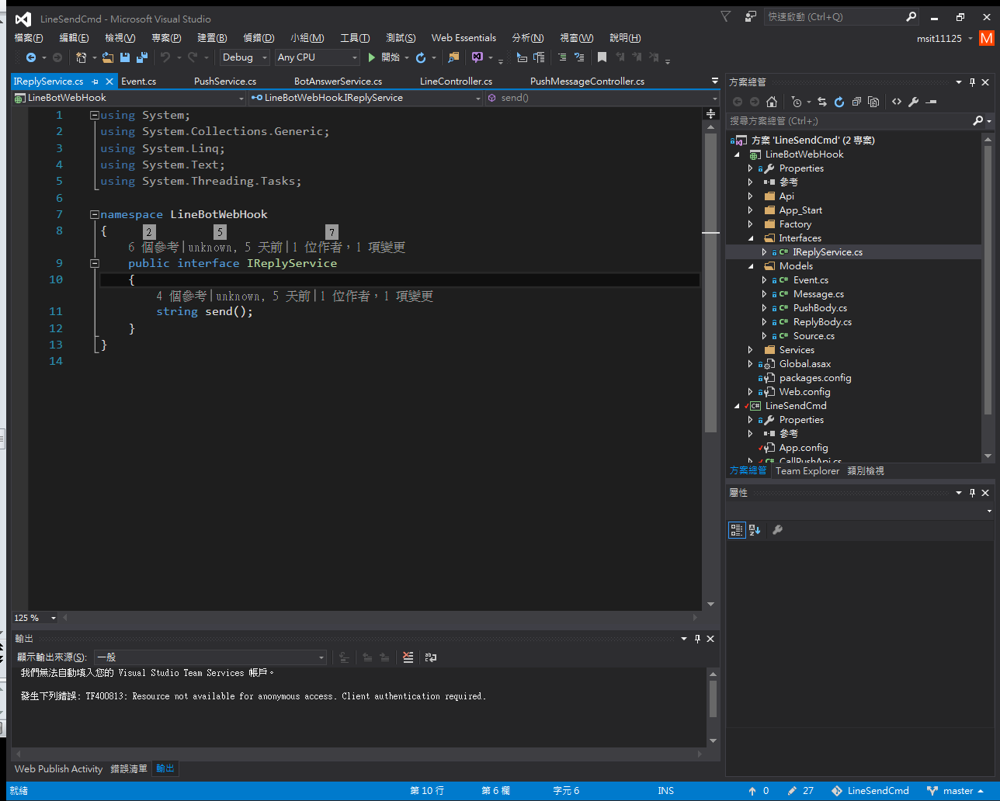 LineSendCmd - Microsoft Visual Studio
快速啟動 (Ctrl+Q)
檔案(F) 編輯(E) 檢視(V) 專案(P) 建置(B) 偵錯(D) 小組(M) 工具(T) 測試(S) Web Essentials 分析(N) 視窗(W) 說明(H)
msit11125 M
Debug Any CPU 開始
IReplyService.cs Event.cs PushService.cs BotAnswerService.cs LineController.cs PushMessageController.cs
LineBotWebHook LineBotWebHook.IReplyService send()
1 using System;
2 using System.Collections.Generic;
3 using System.Linq;
4 using System.Text;
5 using System.Threading.Tasks;
6
7 namespace LineBotWebHook
8 {
2 5 7
6 個參考|unknown, 5 天前|1 位作者，1 項變更
9 public interface IReplyService
10 {
4 個參考|unknown, 5 天前|1 位作者，1 項變更
11 string send();
12 }
13 }
14
125 %
輸出
顯示輸出來源(S): 一般
我們無法自動填入您的 Visual Studio Team Services 帳戶。
發生下列錯誤: TF400813: Resource not available for anonymous access. Client authentication required.
Web Publish Activity 錯誤清單 輸出
方案總管
搜尋方案總管 (Ctrl+;)
方案 'LineSendCmd' (2 專案)
LineBotWebHook
Properties
參考
Api
App_Start
Factory
Interfaces
C# IReplyService.cs
Models
C# Event.cs
C# Message.cs
C# PushBody.cs
C# ReplyBody.cs
C# Source.cs
Services
Global.asax
packages.config
Web.config
C# LineSendCmd
Properties
參考
App.config
C# CallPushApi.cs
方案總管 Team Explorer 類別檢視
屬性
就緒 第 10 行 第 6 欄 字元 6 INS 0 27 LineSendCmd master